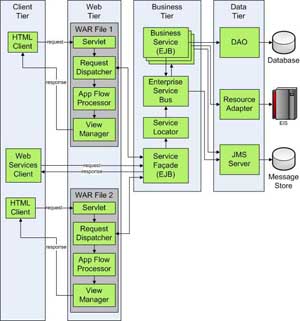 Client
Tier
Web
Tier
Business
Tier
Data
Tier
WAR File 1
HTML
Client
request
Servlet
Business
Service
(EJB)
DAO
Database
response
Request
Dispatcher
App Flow
Processor
Enterprise
Service
Bus
Resource
Adapter
EIS
View
Manager
Service
Locator
Web
Services
Client
request
response
Service
Façade
(EJB)
JMS
Server
Message
Store
WAR File 2
HTML
Client
request
Servlet
response
Request
Dispatcher
App Flow
Processor
View
Manager